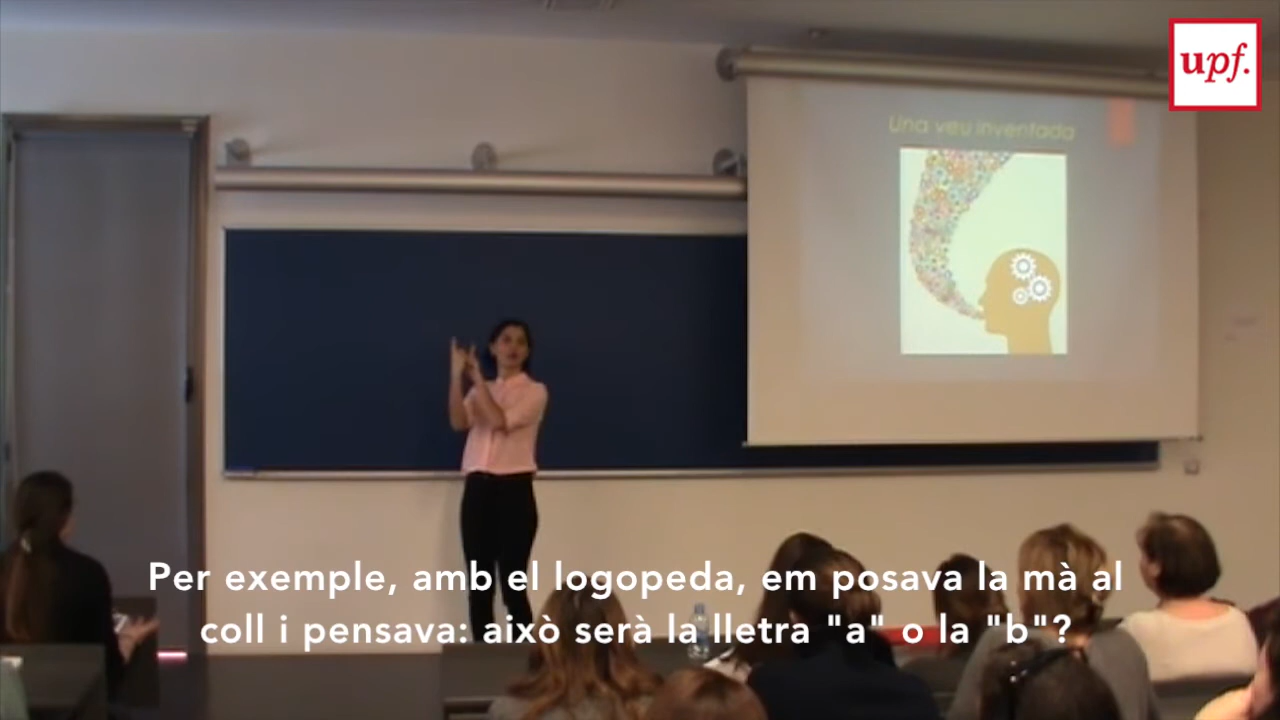 upf.
Una veu inventada
Per exemple, amb el logopeda, em posava la mà al
coll i pensava: això serà la lletra "a" o la "b"?